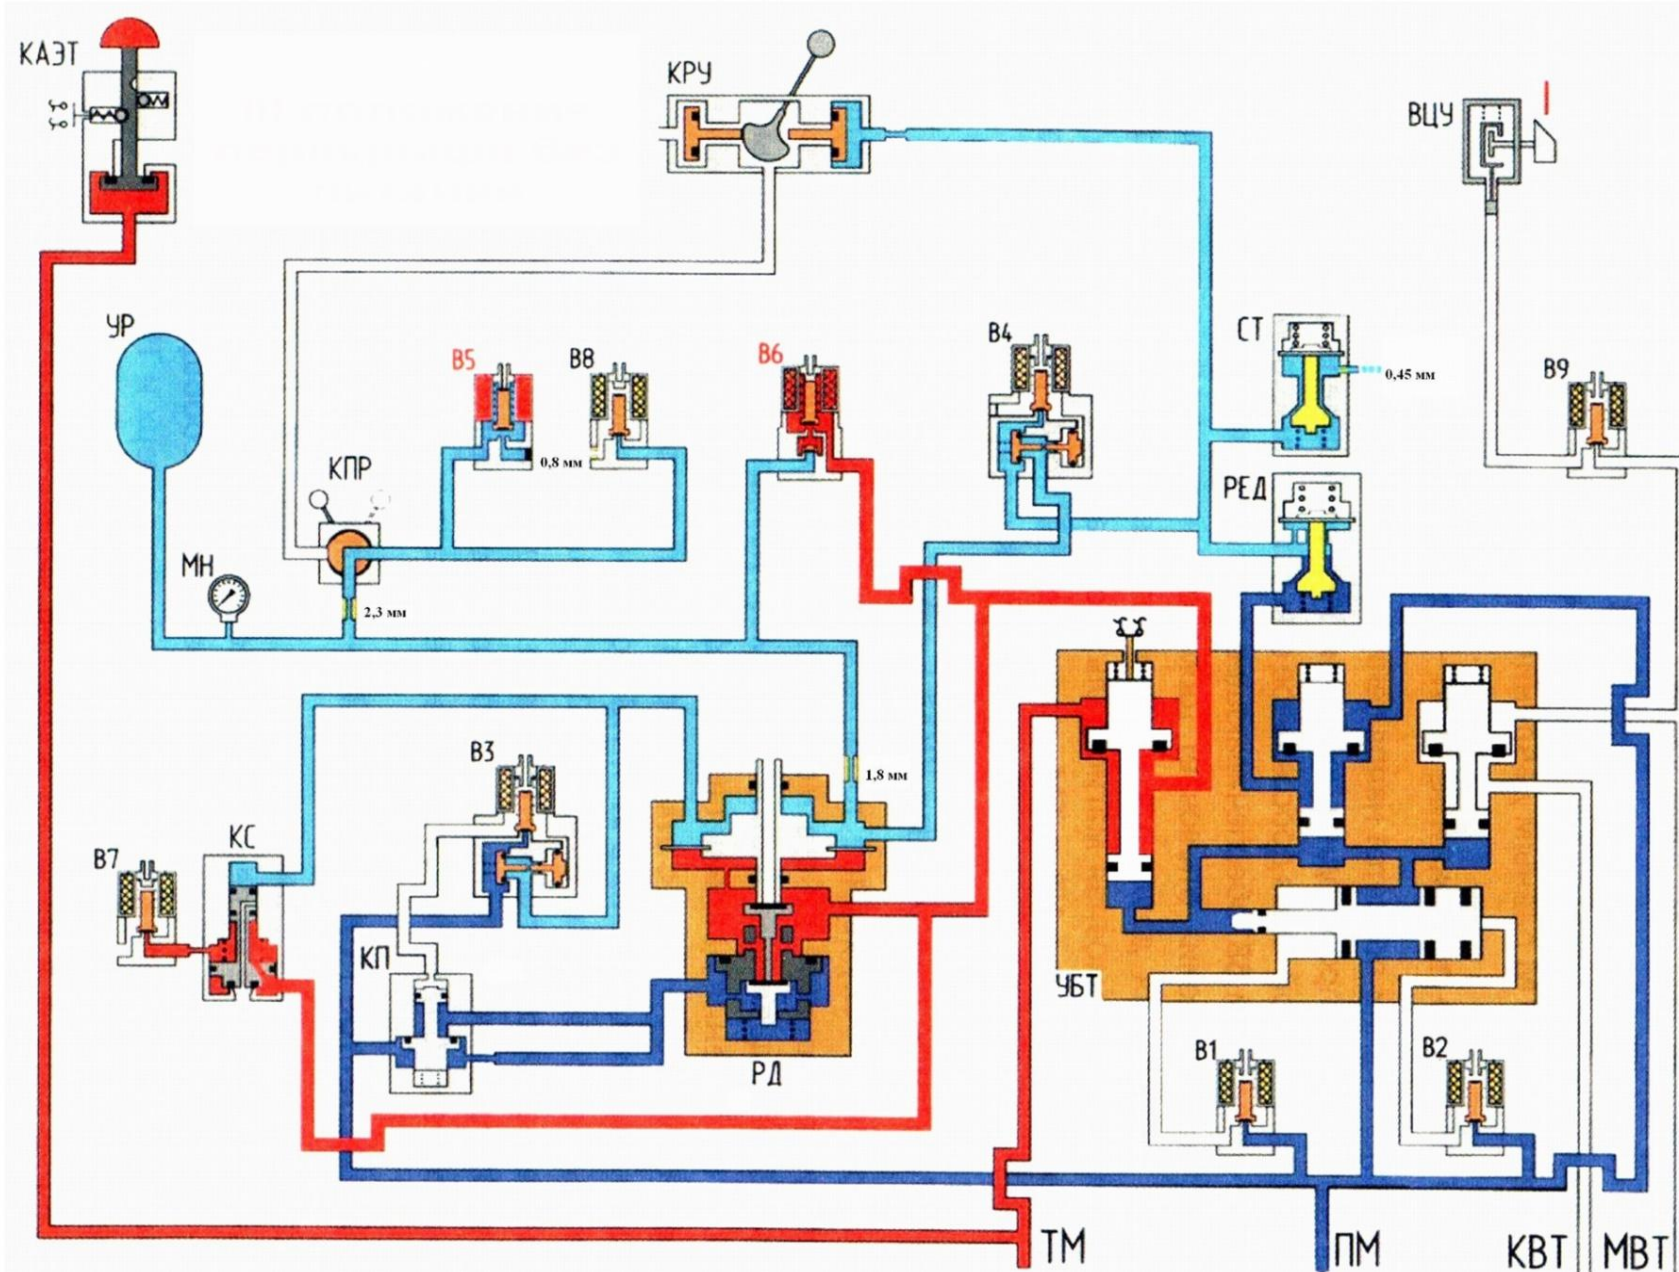 КАЭТ
КРУ
ВЦУ
УР
В5
В8
В6
В4
СТ
0,45 мм
В9
0,8 мм
КПР
РЕД
МН
2,3 мм
В3
1,8 мм
КС
В7
КП
УБТ
РД
В1
В2
ТМ
ПМ
КВТ
МВТ